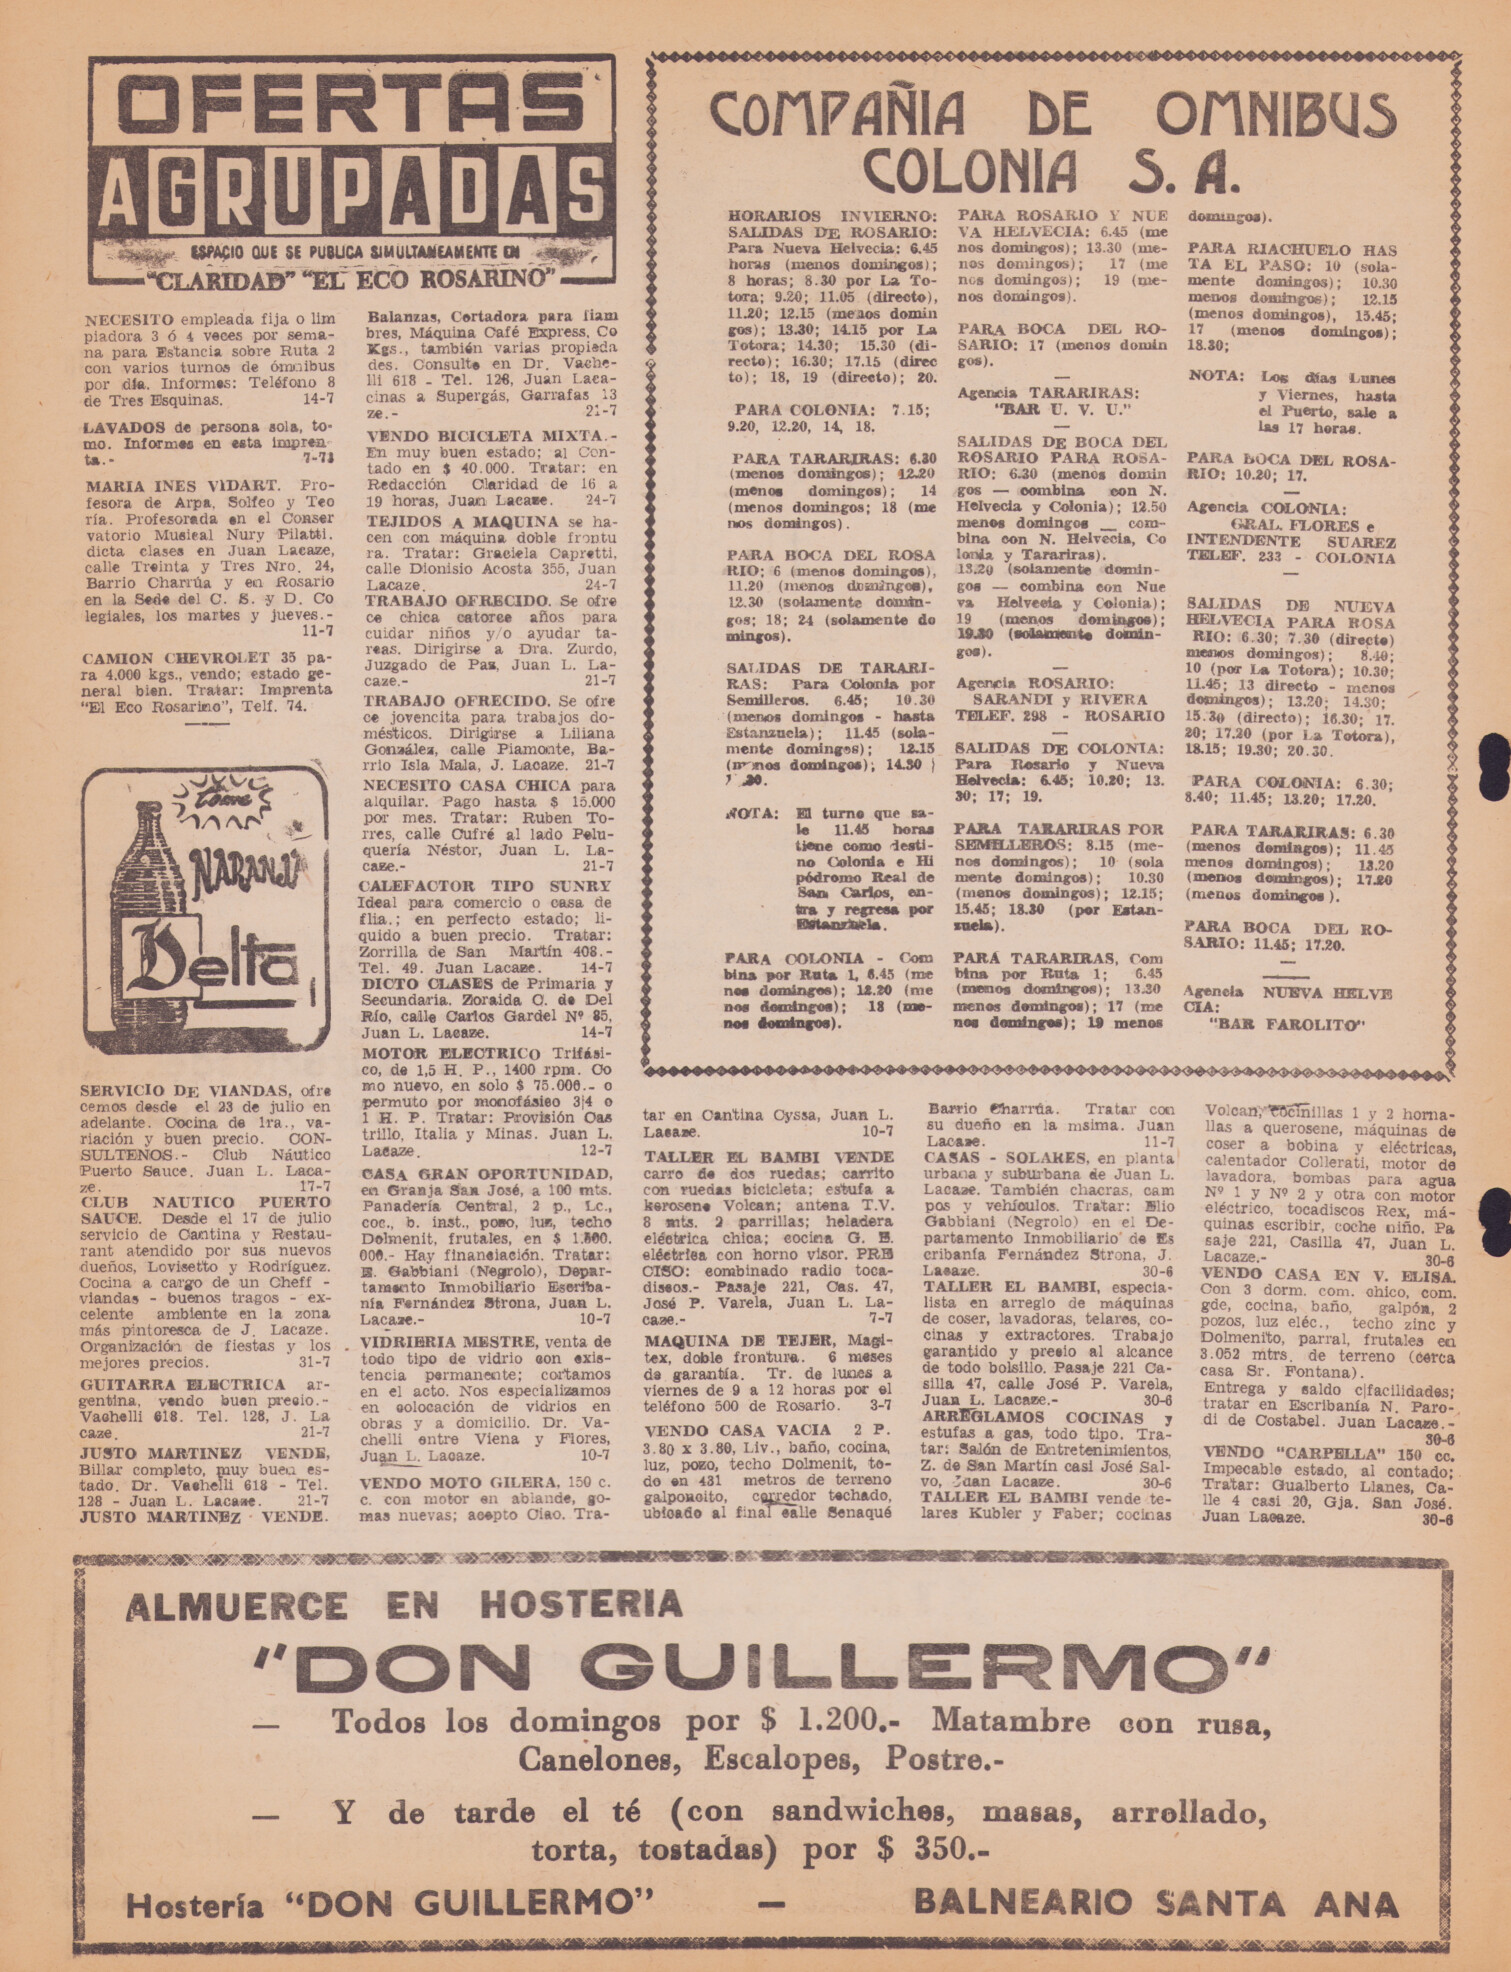 OFERTAS
AGRUPADAS
ESPACIO QUE SE PUBLICA SIMULTANEAMENTE EN
"CLARIDAD" "EL ECO ROSARINO"
NECESITO empleada fija o lim
piadora 3 ó 4 veces por sema-
na para Estancia sobre Ruta 2
con varios turnos de ómnibus
por día. Informes: Teléfono 8
de Tres Esquinas. 14-7
LAVADOS de persona sola, to-
mo. Informes en esta impren
ta.- 7-73
MARIA INES VIDART. Pro-
fesora de Arpa, Solfeo y Teo
ría. Profesorada en el Conser
vatorio Musical Nury Pilatti.
dicta clases en Juan Lacaze,
calle Treinta y Tres Nro. 24,
Barrio Charrúa y en Rosario
en la Sede del C. S. y D. Co
legiales, los martes y jueves.-
11-7
CAMION CHEVROLET 35 pa-
ra 4.000 kgs., vendo; estado ge-
neral bien. Tratar: Imprenta
"El Eco Rosarino", Telf. 74.
tome
NARANJÚ
Delta
SERVICIO DE VIANDAS, ofre
cemos desde el 23 de julio en
adelante. Cocina de 1ra., va-
riación y buen precio. CON-
SULTENOS.- Club Náutico
Puerto Sauce. Juan L. Laca-
ze. 17-7
CLUB NAUTICO PUERTO
SAUCE. Desde el 17 de julio
servicio de Cantina y Restau-
rant atendido por sus nuevos
dueños, Lovisetto y Rodríguez.
Cocina a cargo de un Cheff -
viandas - buenos tragos - ex-
celente ambiente en la zona
más pintoresca de J. Lacaze.
Organización de fiestas y los
mejores precios. 31-7
GUITARRA ELECTRICA ar-
gentina, vendo buen precio.-
Vachelli 618. Tel. 128, J. La
caze. 21-7
JUSTO MARTINEZ VENDE,
Billar completo, muy buen es-
tado. Dr. Vachelli 618 - Tel.
128 - Juan L. Lacaze. 21-7
JUSTO MARTINEZ VENDE.
Balanzas, Cortadora para fiam
bres, Máquina Café Express, Co
Kgs., también varias propieda
des. Consulte en Dr. Vache-
lli 618 - Tel. 128, Juan Laca-
cinas a Supergás, Garrafas 13
ze.- 21-7
VENDO BICICLETA MIXTA.-
En muy buen estado; al Con-
tado en $ 40.000. Tratar: en
Redacción Claridad de 16 a
19 horas, Juan Lacaze. 24-7
TEJIDOS A MAQUINA se ha-
cen con máquina doble frontu
ra. Tratar: Graciela Capretti,
calle Dionisio Acosta 355, Juan
Lacaze. 24-7
TRABAJO OFRECIDO. Se ofre
ce chica catorce años para
cuidar niños y/o ayudar ta-
reas. Dirigirse a Dra. Zurdo,
Juzgado de Paz, Juan L. La-
caze.- 21-7
TRABAJO OFRECIDO. Se ofre
ce jovencita para trabajos do-
mésticos. Dirigirse a Liliana
González, calle Piamonte, Ba-
rrio Isla Mala, J. Lacaze. 21-7
NECESITO CASA CHICA para
alquilar. Pago hasta $ 15.000
por mes. Tratar: Ruben To-
rres, calle Cufré al lado Pelu-
quería Néstor, Juan L. La-
caze.- 21-7
CALEFACTOR TIPO SUNRY
Ideal para comercio o casa de
flia.; en perfecto estado; li-
quido a buen precio. Tratar:
Zorrilla de San Martín 408.-
Tel. 49. Juan Lacaze. 14-7
DICTO CLASES de Primaria y
Secundaria. Zoraida C. de Del
Río, calle Carlos Gardel Nº 85,
Juan L. Lacaze. 14-7
MOTOR ELECTRICO Trifási-
co, de 1,5 H. P., 1400 rpm. Co
mo nuevo, en solo $ 75.000.- o
permuto por monofásico 3|4 o
1 H. P. Tratar: Provisión Cas
trillo, Italia y Minas. Juan L.
Lacaze. 12-7
CASA GRAN OPORTUNIDAD,
en Granja San José, a 100 mts.
Panadería Central, 2 p., Lc.,
coc., b. inst., pozo, luz, techo
Dolmenit, frutales, en $ 1.500.
000.- Hay financiación. Tratar:
E. Gabbiani (Negrolo), Depar-
tamento Inmobiliario Escriba-
nía Fernández Strona, Juan L.
Lacaze.- 10-7
VIDRIERIA MESTRE, venta de
todo tipo de vidrio con exis-
tencia permanente; cortamos
en el acto. Nos especializamos
en colocación de vidrios en
obras y a domicilio. Dr. Va-
chelli entre Viena y Flores,
Juan L. Lacaze. 10-7
VENDO MOTO GILERA, 150 c.
c. con motor en ablande, go-
mas nuevas; acepto Ciao. Tra-
COMPAÑIA DE OMNIBUS
COLONIA S. A.
HORARIOS INVIERNO:
SALIDAS DE ROSARIO:
Para Nueva Helvecia: 6.45
horas (menos domingos);
8 horas; 8.30 por La To-
tora; 9.20; 11.05 (directo),
11.20; 12.15 (menos domin
gos); 13.30; 14.15 por La
Totora; 14.30; 15.30 (di-
recto); 16.30; 17.15 (direc
to); 18, 19 (directo); 20.
PARA COLONIA: 7.15;
9.20, 12.20, 14, 18.
PARA TARARIRAS: 6.30
(menos domingos); 12.20
(menos domingos); 14
(menos domingos; 18 (me
nos domingos).
PARA BOCA DEL ROSA
RIO; 6 (menos domingos),
11.20 (menos domingos),
12.30 (solamente domin-
gos; 18; 24 (solamente do
mingos).
SALIDAS DE TARARI-
RAS: Para Colonia por
Semilleros. 6.45; 10.30
(menos domingos - hasta
Estanzuela); 11.45 (sola-
mente domingos); 12.15
(menos domingos); 14.30
NOTA: El turno que sa-
le 11.45 horas
tiene como desti-
no Colonia e Hi
pódromo Real de
San Carlos, en-
tra y regresa por
Estanzuela.
PARA COLONIA - Com
bina por Ruta 1, 6.45 (me
nos domingos); 12.20 (me
nos domingos); 18 (me-
nos domingos).
PARA ROSARIO Y NUE
VA HELVECIA: 6.45 (me
nos domingos); 13.30 (me-
nos domingos); 17 (me
nos domingos); 19 (me-
nos domingos).
PARA BOCA DEL RO-
SARIO: 17 (menos domin
gos).
Agencia TARARIRAS:
"BAR U. V. U."
SALIDAS DE BOCA DEL
ROSARIO PARA ROSA-
RIO: 6.30 (menos domin
gos — combina con N.
Helvecia y Colonia); 12.50
menos domingos _ com-
bina con N. Helvecia, Co
lonia y Tarariras).
13.20 (solamente domin-
gos — combina con Nue
va Helvecia y Colonia);
19 (menos domingos);
19.30 (solamente domin-
gos).
Agencia ROSARIO:
SARANDI y RIVERA
TELEF. 298 - ROSARIO
SALIDAS DE COLONIA:
Para Rosario y Nueva
Helvecia: 6.45; 10.20; 13.
30; 17; 19.
PARA TARARIRAS POR
SEMILLEROS: 8.15 (me-
nos domingos); 10 (sola
mente domingos); 10.30
(menos domingos); 12.15;
15.45; 18.30 (por Estan-
zuela).
PARA TARARIRAS, Com
bina por Ruta 1; 6.45
(menos domingos); 13.30
menos domingos); 17 (me
nos domingos); 19 menos
domingos).
PARA RIACHUELO HAS
TA EL PASO: 10 (sola-
mente domingos); 10.30
menos domingos); 12.15
(menos domingos), 15.45;
17 (menos domingos);
18.30;
NOTA: Los días Lunes
y Viernes, hasta
el Puerto, sale a
las 17 horas.
PARA BOCA DEL ROSA-
RIO: 10.20; 17.
Agencia COLONIA:
GRAL. FLORES e
INTENDENTE SUAREZ
TELEF. 233 - COLONIA
SALIDAS DE NUEVA
HELVECIA PARA ROSA
RIO: 6.30; 7.30 (directo)
menos domingos); 8.40;
10 (por La Totora); 10.30;
11.45; 13 directo - menos
domingos); 13.20; 14.30;
15.30 (directo); 16.30; 17.
20; 17.20 (por La Totora),
18.15; 19.30; 20.30.
PARA COLONIA: 6.30;
8.40; 11.45; 13.20; 17.20.
PARA TARARIRAS: 6.30
(menos domingos); 11.45
menos domingos); 13.20
(menos domingos); 17.20
(menos domingos).
PARA BOCA DEL RO-
SARIO: 11.45; 17.20.
Agencia NUEVA HELVE
CIA:
"BAR FAROLITO"
tar en Cantina Cyssa, Juan L.
Lacaze. 10-7
TALLER EL BAMBI VENDE
carro de dos ruedas; carrito
con ruedas bicicleta; estufa a
kerosene Volcan; antena T.V.
8 mts. 2 parrillas; heladera
eléctrica chica; cocina G. E.
eléctrica con horno visor. PRE
CISO: combinado radio toca-
discos.- Pasaje 221, Cas. 47,
José P. Varela, Juan L. La-
caze.- 7-7
MAQUINA DE TEJER, Magi-
tex, doble frontura. 6 meses
de garantía. Tr. de lunes a
viernes de 9 a 12 horas por el
teléfono 500 de Rosario. 3-7
VENDO CASA VACIA 2 P.
3.80 x 3.80, Liv., baño, cocina,
luz, pozo, techo Dolmenit, to-
do en 431 metros de terreno
galponcito, corredor techado,
ubicado al final calle Senaqué
Barrio Charrúa. Tratar con
su dueño en la msima. Juan
Lacaze. 11-7
CASAS - SOLARES, en planta
urbana y suburbana de Juan L.
Lacaze. También chacras, cam
pos y vehículos. Tratar: Elio
Gabbiani (Negrolo) en el De-
partamento Inmobiliario de Es
cribanía Fernández Strona, J.
Lacaze. 30-6
TALLER EL BAMBI, especia-
lista en arreglo de máquinas
de coser, lavadoras, telares, co-
cinas y extractores. Trabajo
garantido y precio al alcance
de todo bolsillo. Pasaje 221 Ca-
silla 47, calle José P. Varela,
Juan L. Lacaze.- 30-6
ARREGLAMOS COCINAS y
estufas a gas, todo tipo. Tra-
tar: Salón de Entretenimientos,
Z. de San Martín casi José Sal-
vo, Juan Lacaze. 30-6
TALLER EL BAMBI vende te-
lares Kubler y Faber; cocinas
Volcan, cocinillas 1 y 2 horna-
llas a querosene, máquinas de
coser a bobina y eléctricas,
calentador Collerati, motor de
lavadora, bombas para agua
Nº 1 y Nº 2 y otra con motor
eléctrico, tocadiscos Rex, má-
quinas escribir, coche niño. Pa
saje 221, Casilla 47, Juan L.
Lacaze.- 30-6
VENDO CASA EN V. ELISA.
Con 3 dorm. com. chico, com.
gde, cocina, baño, galpón, 2
pozos, luz eléc., techo zinc y
Dolmenito, parral, frutales en
3.052 mtrs. de terreno (cerca
casa Sr. Fontana).
Entrega y saldo c|facilidades;
tratar en Escribanía N. Paro-
di de Costabel. Juan Lacaze.-
30-6
VENDO "CARPELLA" 150 cc.
Impecable estado, al contado;
Tratar: Gualberto Llanes, Ca-
lle 4 casi 20, Gja. San José.
Juan Lacaze. 30-6
ALMUERCE EN HOSTERIA
"DON GUILLERMO"
— Todos los domingos por $ 1.200.- Matambre con rusa,
Canelones, Escalopes, Postre.-
— Y de tarde el té (con sandwiches, masas, arrollado,
torta, tostadas) por $ 350.-
Hostería "DON GUILLERMO" — BALNEARIO SANTA ANA